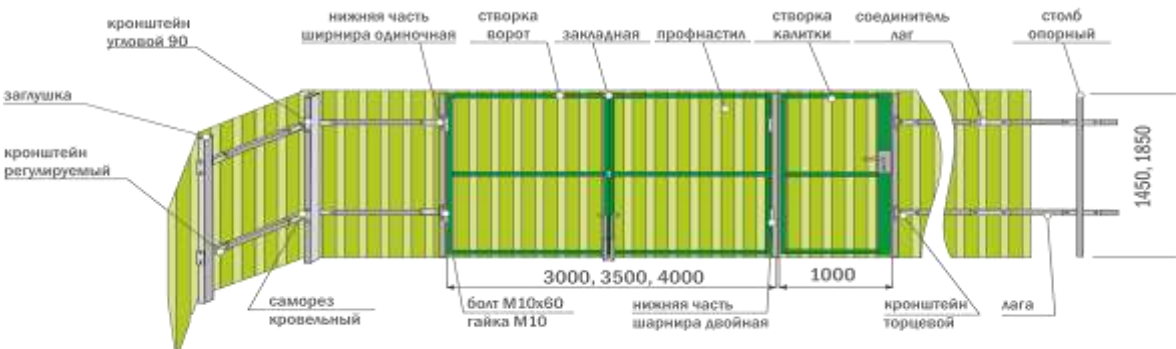 кронштейн
угловой 90
нижняя часть
ширнира одиночная
створка
ворот
закладная
профнастил
створка
калитки
соединитель
лаг
столб
опорный
заглушка
кронштейн
регулируемый
1450, 1850
3000, 3500, 4000
1000
саморез
кровельный
болт М10х60
гайка М10
нижняя часть
шарнира двойная
кронштейн
торцевой
лага